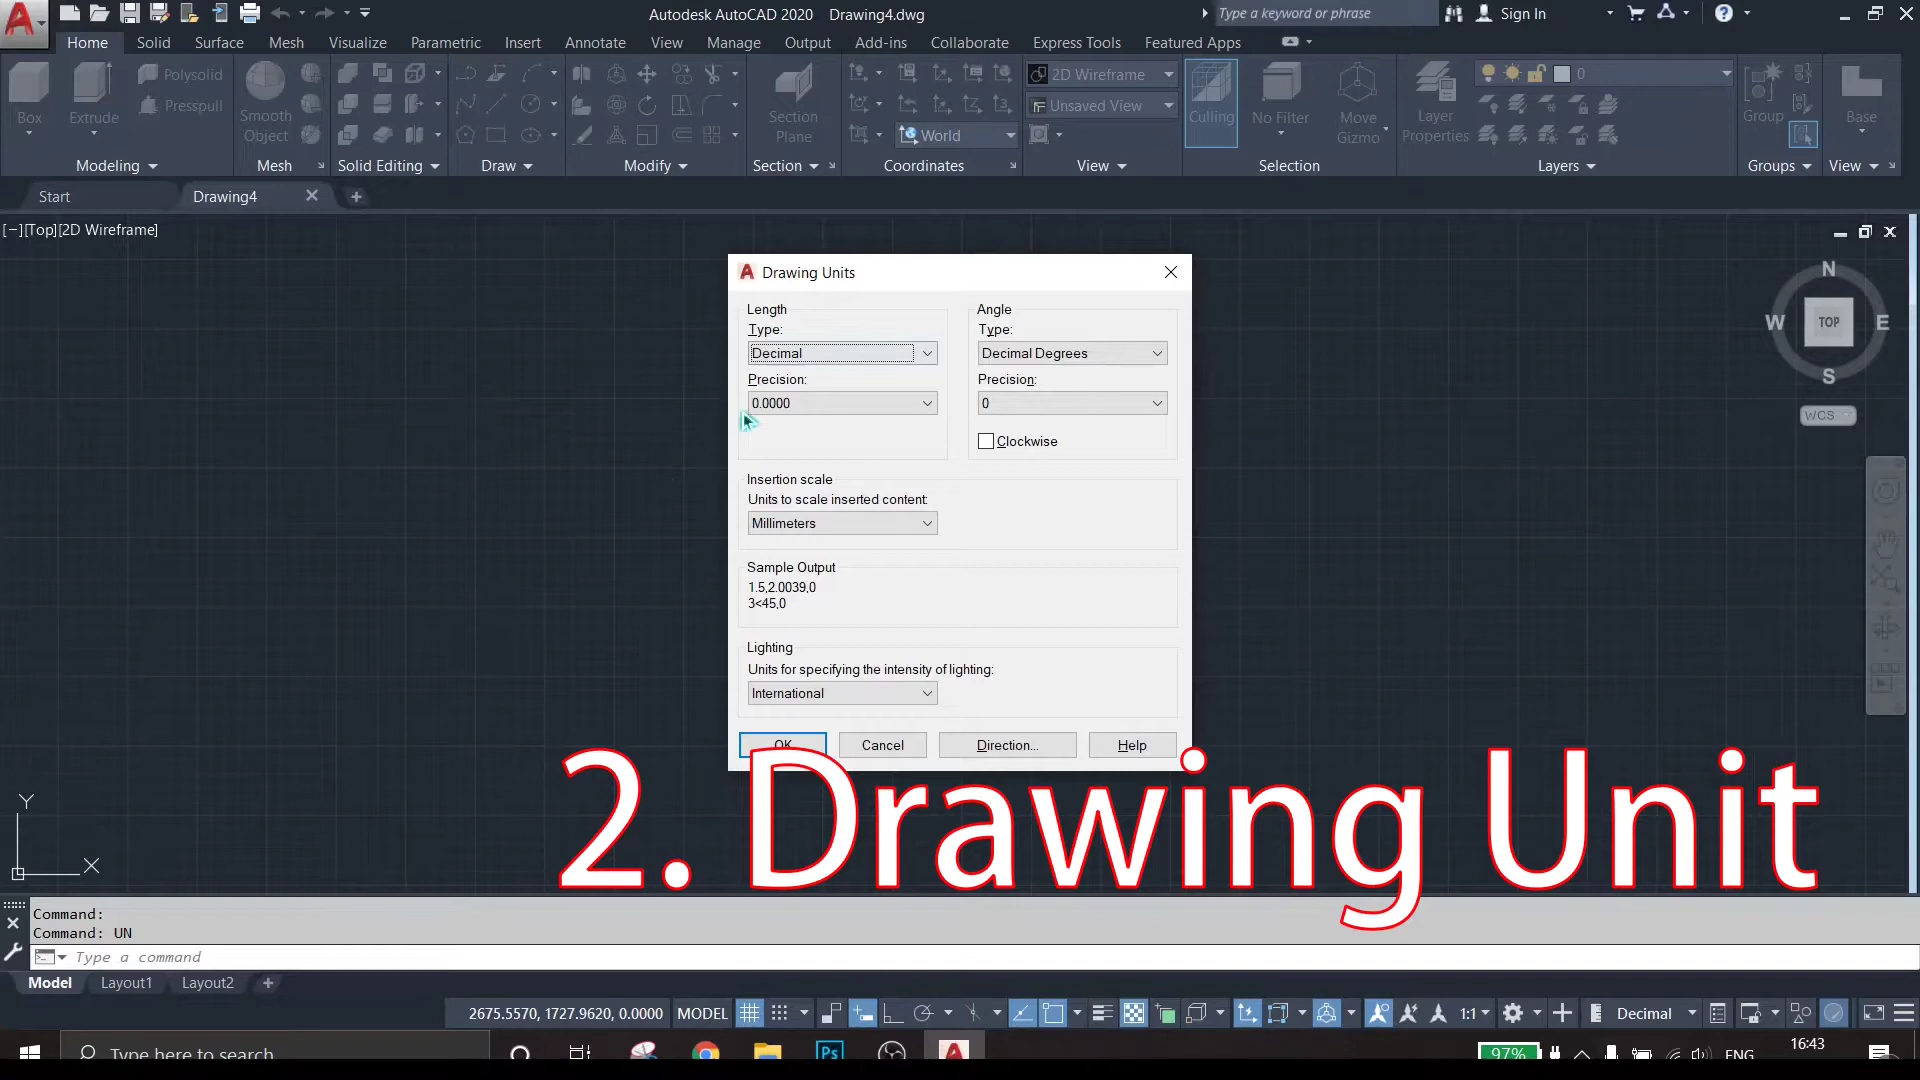 Autodesk AutoCAD 2020 Drawing4.dwg
Type a keyword or phrase
Sign In
Home Solid Surface Mesh Visualize Parametric Insert Annotate View Manage Output Add-ins Collaborate Express Tools Featured Apps
Box
Extrude
Polysolid
Presspull
Smooth
Object
Section
Plane
World
2D Wireframe
Unsaved View
Culling
No Filter
Move
Gizmo
Layer
Properties
0
Group
Base
Modeling
Mesh
Solid Editing
Draw
Modify
Section
Coordinates
View
Selection
Layers
Groups
View
Start
Drawing4
[−][Top][2D Wireframe]
N
W
TOP
E
S
WCS
Drawing Units
Length
Type:
Decimal
Precision:
0.0000
Angle
Type:
Decimal Degrees
Precision:
0
Clockwise
Insertion scale
Units to scale inserted content:
Millimeters
Sample Output
1.5,2.0039,0
3<45,0
Lighting
Units for specifying the intensity of lighting:
International
OK
Cancel
Direction...
Help
2. Drawing Unit
Y
X
Command:
Command: UN
Type a command
Model
Layout1
Layout2
2675.5570, 1727.9620, 0.0000
MODEL
1:1
Decimal
Type here to search
Ps
97%
ENG
16:43